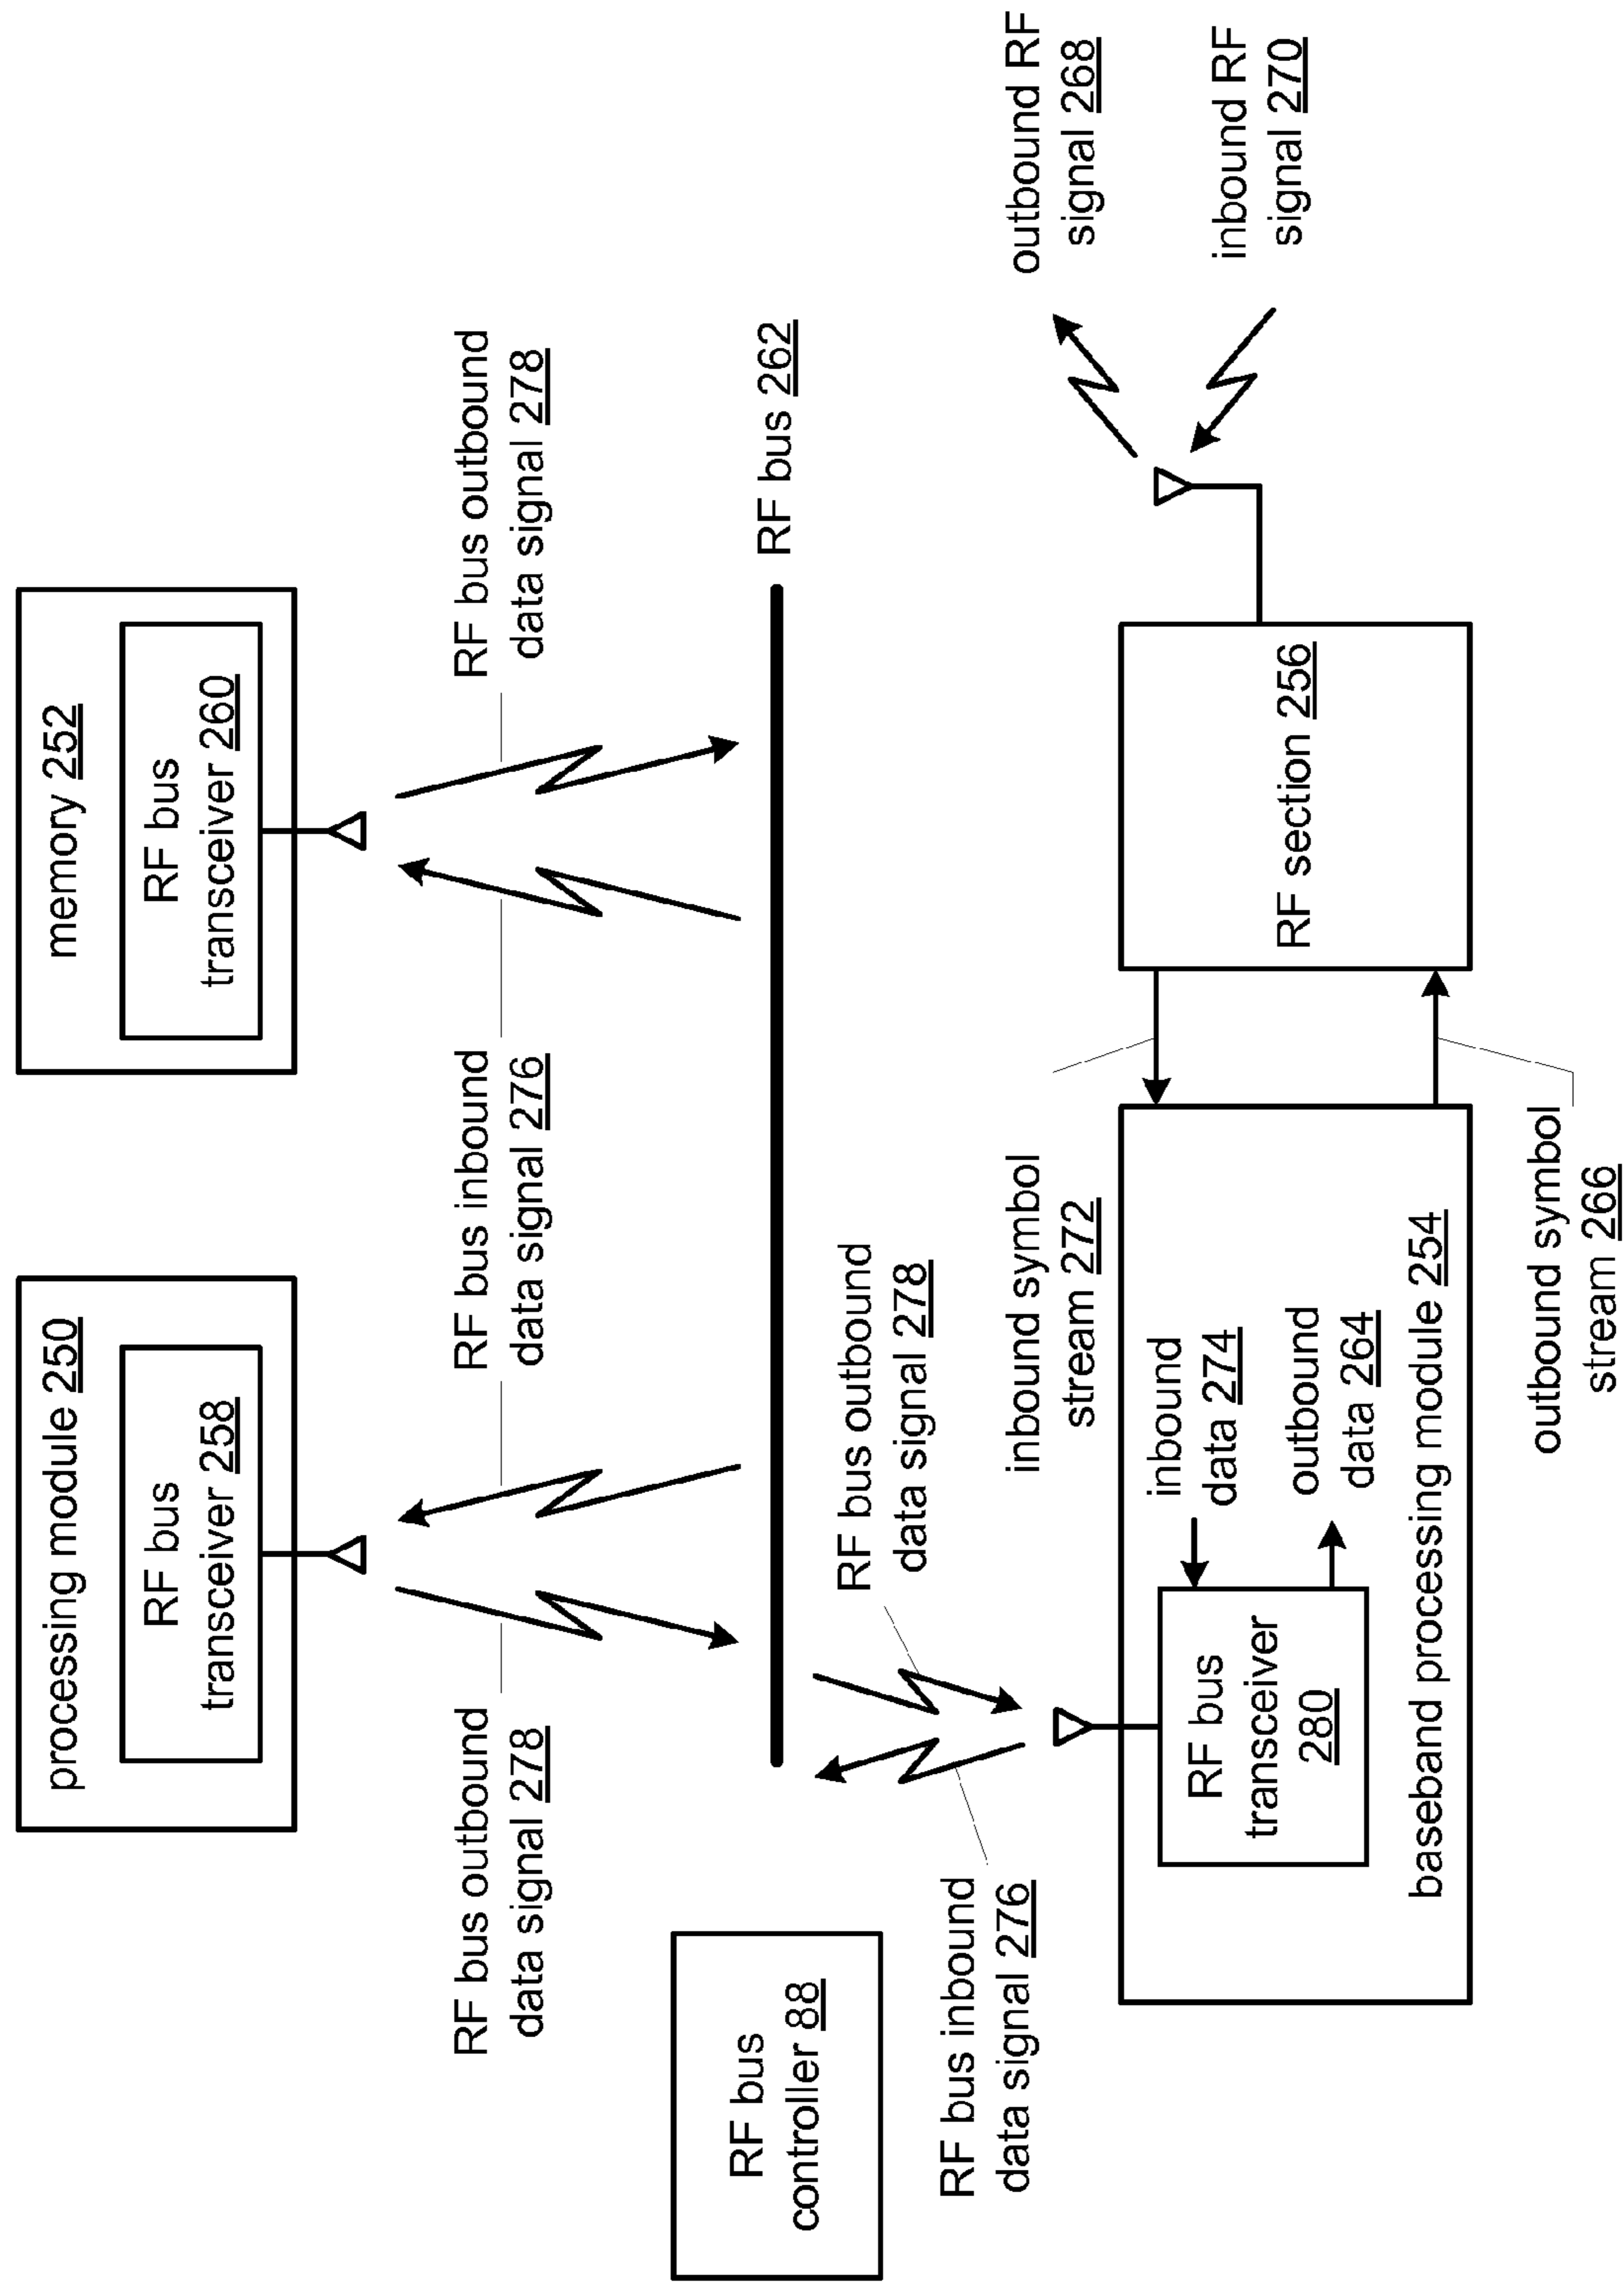 processing module 250
RF bus
transceiver 258
memory 252
RF bus
transceiver 260
RF bus outbound
data signal 278
RF bus inbound
data signal 276
RF bus outbound
data signal 278
RF bus
controller 88
RF bus 262
RF bus inbound
data signal 276
RF bus outbound
data signal 278
inbound symbol
stream 272
outbound RF
signal 268
inbound RF
signal 270
RF bus
transceiver
280
inbound
data 274
outbound
data 264
baseband processing module 254
RF section 256
outbound symbol
stream 266